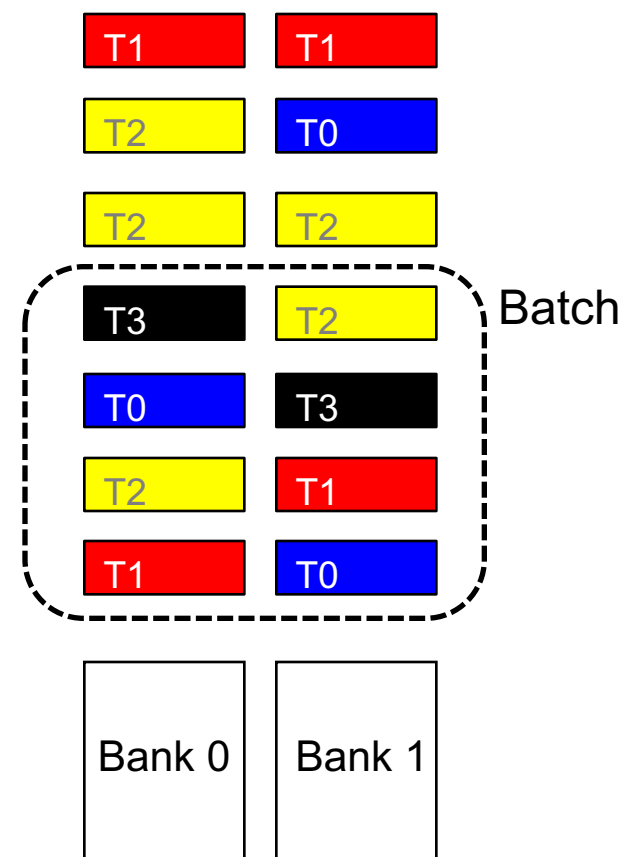 T1 T1
T2 T0
T2 T2
T3 T2
Batch
T0 T3
T2 T1
T1 T0
Bank 0 Bank 1